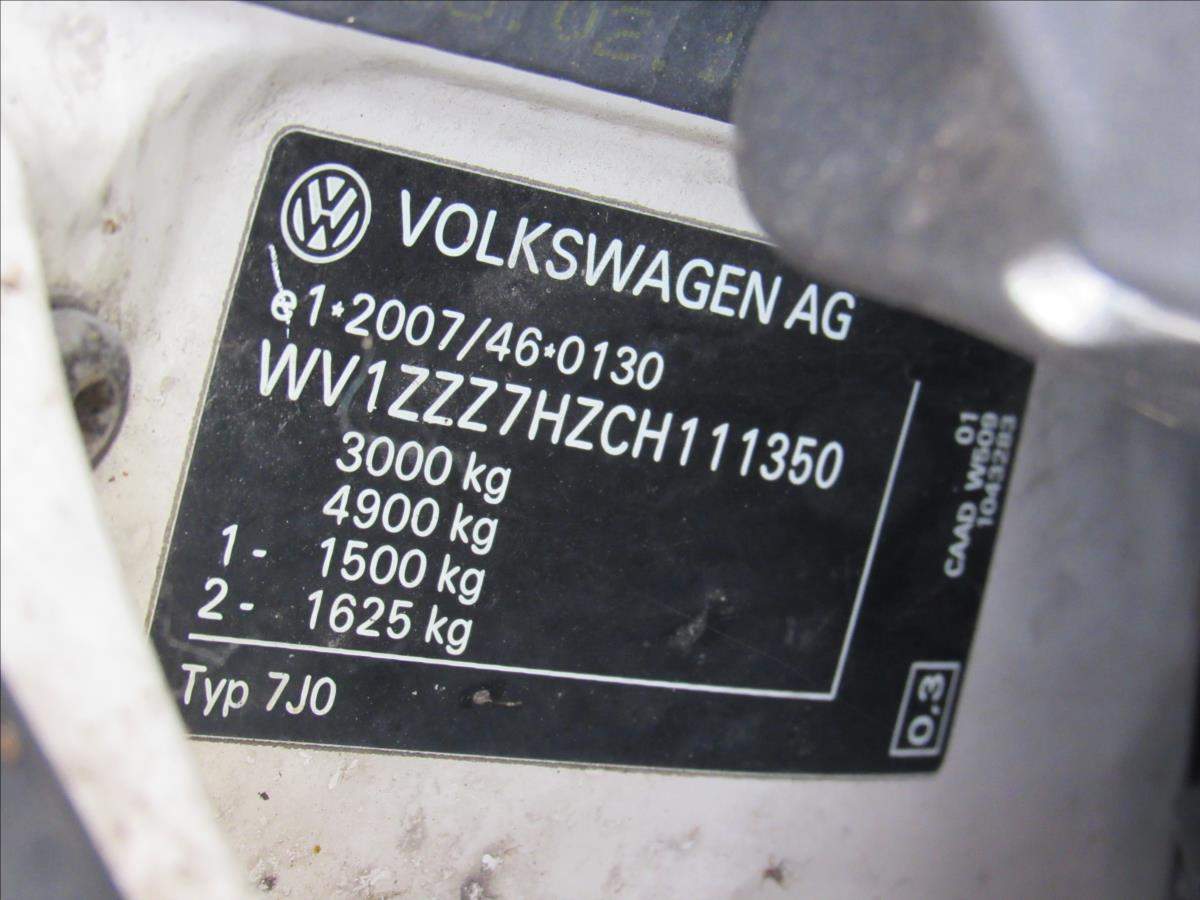 VOLKSWAGEN AG
e1*2007/46*0130
WV1ZZZ7HZCH111350
3000 kg
4900 kg
1- 1500 kg
2- 1625 kg
Typ 7J0
01
CAAD W609
1043283
0,3